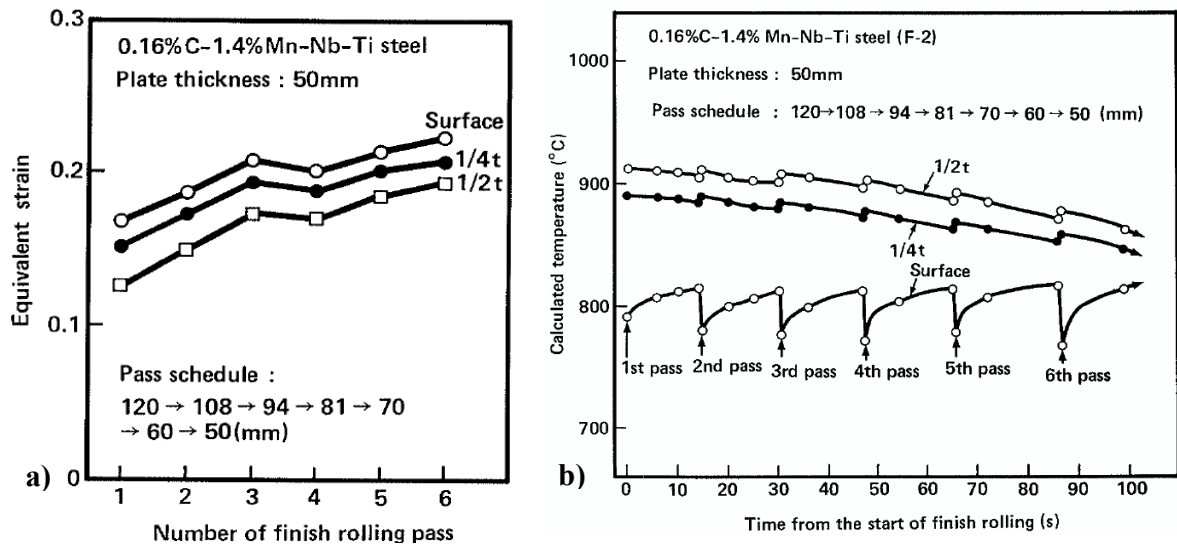 0.3
0.2
0.1
0
Equivalent strain
0.16%C-1.4%Mn-Nb-Ti steel
Plate thickness : 50mm
Surface
1/4t
1/2t
Pass schedule :
120 → 108 → 94 → 81 → 70
→ 60 → 50(mm)
a)
1 2 3 4 5 6
Number of finish rolling pass
1000
900
800
700
Calculated temperature (°C)
0.16%C-1.4% Mn-Nb-Ti steel (F-2)
Plate thickness : 50mm
Pass schedule : 120→108→94→81→70→60→50 (mm)
1/2t
1/4t
Surface
1st pass 2nd pass 3rd pass 4th pass 5th pass 6th pass
b)
0 10 20 30 40 50 60 70 80 90 100
Time from the start of finish rolling (s)